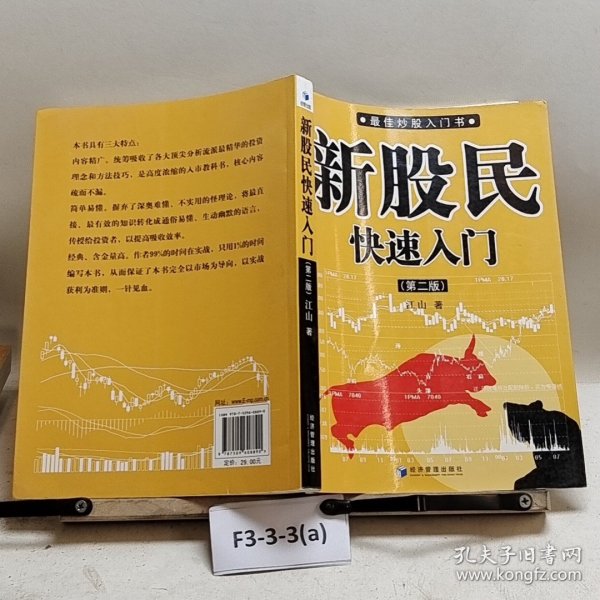 本书具有三大特点:
内容精广。统筹吸收了各大顶尖分析流派最精华的投资
理念和方法技巧，是高度浓缩的入市教科书，核心内容
疏而不漏。
简单易懂。摒弃了深奥难懂、不实用的怪理论，将最直
接、最有效的知识转化成通俗易懂、生动幽默的语言，
传授给投资者，以提高吸收效率。
经典、含金量高。作者99%的时间在实战，只用1%的时间
编写本书，从而保证了本书完全以市场为导向，以实战
获利为准则，一针见血。
定价：29.00元
新股民快速入门
(第二版)
江山 著
经济管理出版社
最佳炒股入门书
新股民
快速入门
(第二版)
江山 著
经济管理出版社
F3-3-3(a)
孔夫子旧书网
www.kongfz.com